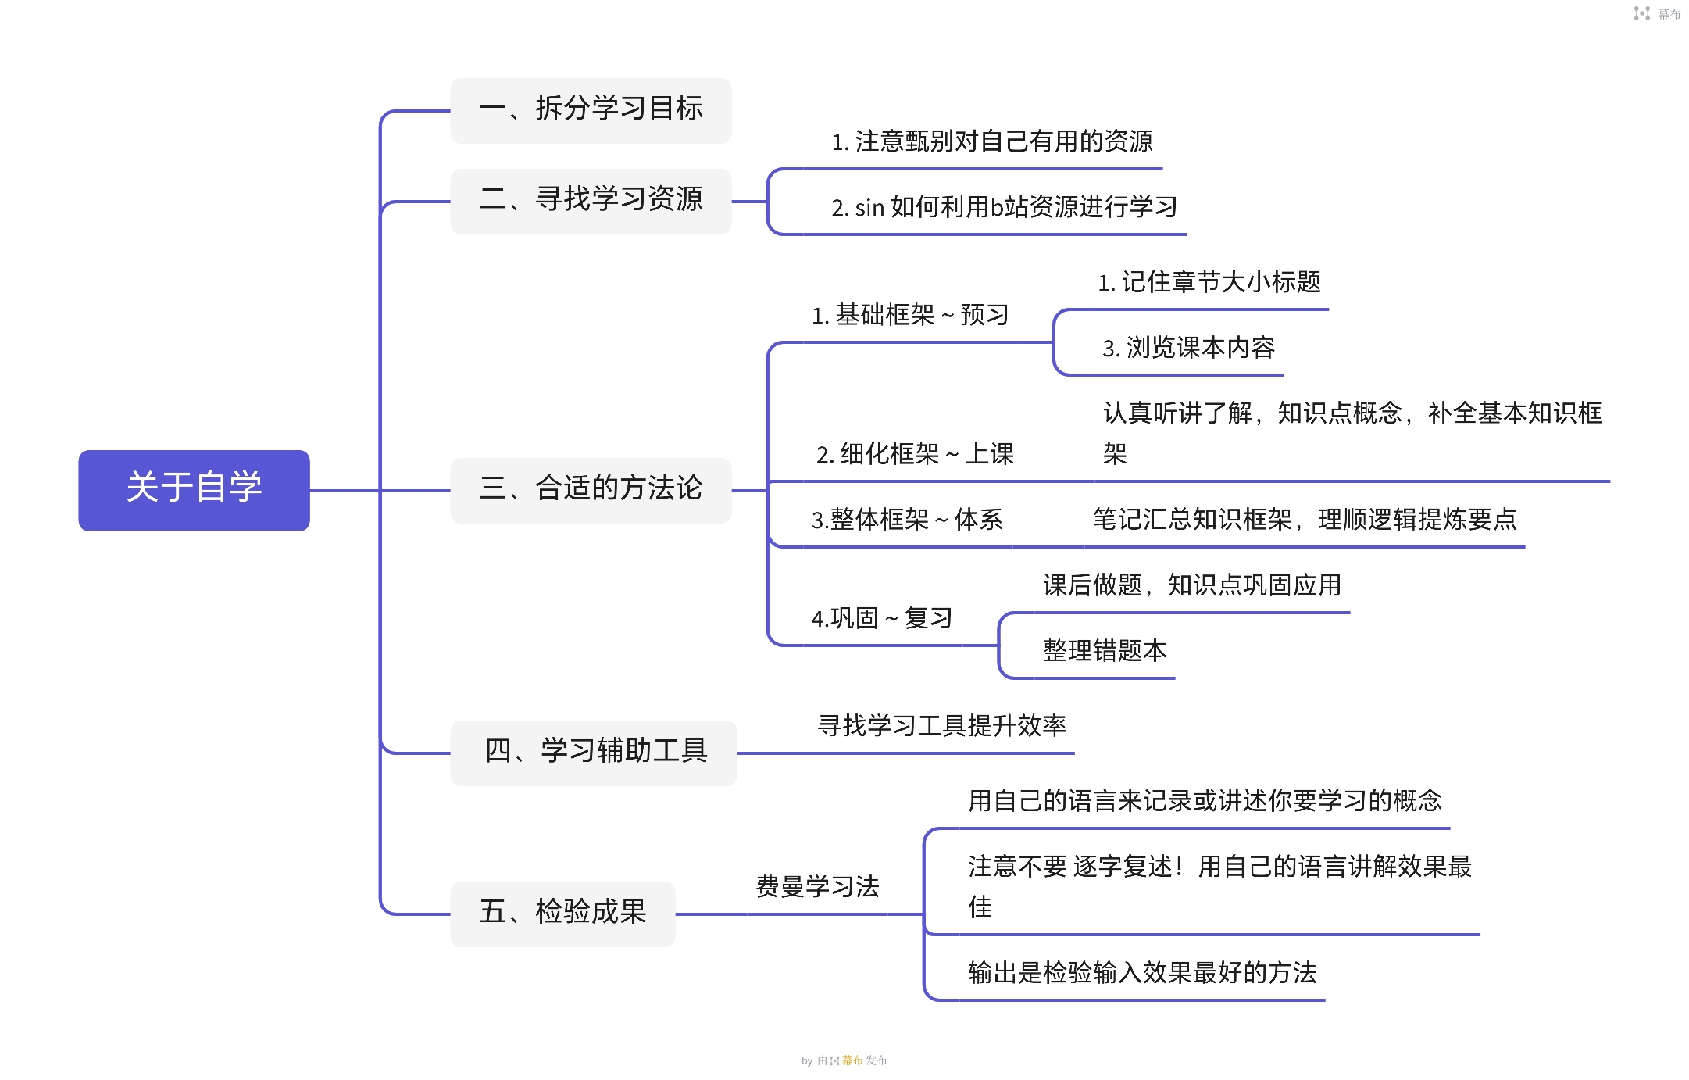 幕布
一、拆分学习目标
二、寻找学习资源
1. 注意甄别对自己有用的资源
2. sin 如何利用b站资源进行学习
关于自学
三、合适的方法论
1. 基础框架 ~ 预习
1. 记住章节大小标题
3. 浏览课本内容
2. 细化框架 ~ 上课
认真听讲了解，知识点概念，补全基本知识框
架
3.整体框架 ~ 体系
笔记汇总知识框架，理顺逻辑提炼要点
4.巩固 ~ 复习
课后做题，知识点巩固应用
整理错题本
四、学习辅助工具
寻找学习工具提升效率
五、检验成果
费曼学习法
用自己的语言来记录或讲述你要学习的概念
注意不要 逐字复述！用自己的语言讲解效果最
佳
输出是检验输入效果最好的方法
by 由幕布发布